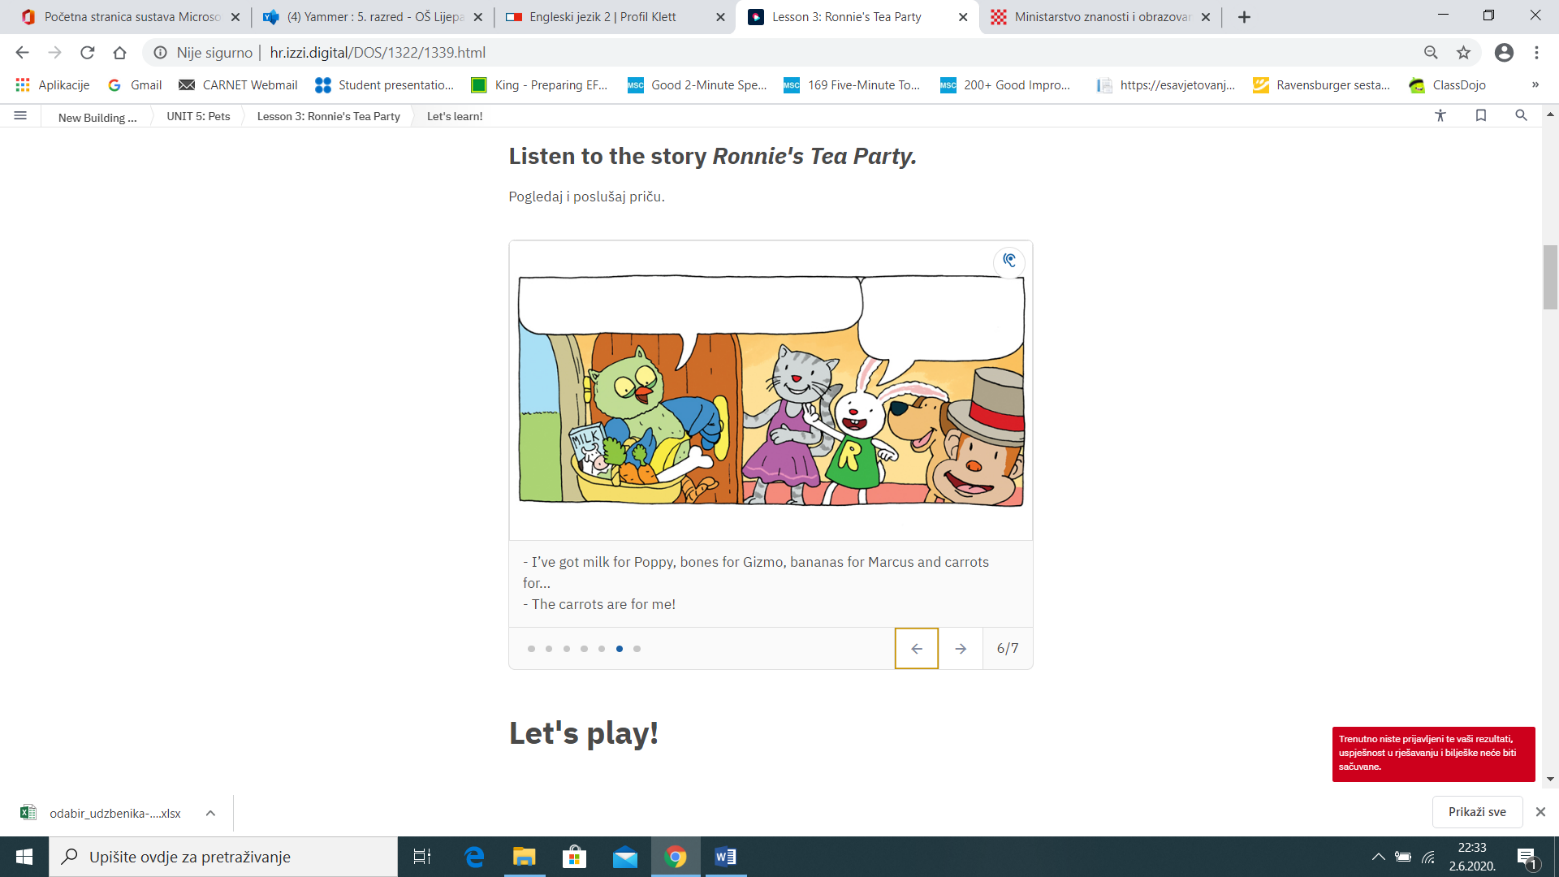 Početna stranica sustava Microso
(4) Yammer : 5. razred - OŠ Lijepa
Engleski jezik 2 | Profil Klett
Lesson 3: Ronnie's Tea Party
Ministarstvo znanosti i obrazovan
Nije sigurno | hr.izzi.digital/DOS/1322/1339.html
Aplikacije
Gmail
CARNET Webmail
Student presentatio...
King - Preparing EF...
MSC Good 2-Minute Spe...
MSC 169 Five-Minute To...
MSC 200+ Good Impro...
https://esavjetovanj...
Ravensburger sesta...
ClassDojo
»
New Building ...
UNIT 5: Pets
Lesson 3: Ronnie's Tea Party
Let's learn!
Listen to the story Ronnie's Tea Party.
Pogledaj i poslušaj priču.
MILK
R
- I've got milk for Poppy, bones for Gizmo, bananas for Marcus and carrots
for...
- The carrots are for me!
6/7
Let's play!
Trenutno niste prijavljeni te vaši rezultati,
uspješnost u rješavanju i bilješke neće biti
sačuvane.
odabir_udzbenika-....xlsx
Prikaži sve
Upišite ovdje za pretraživanje
22:33
2.6.2020.
1